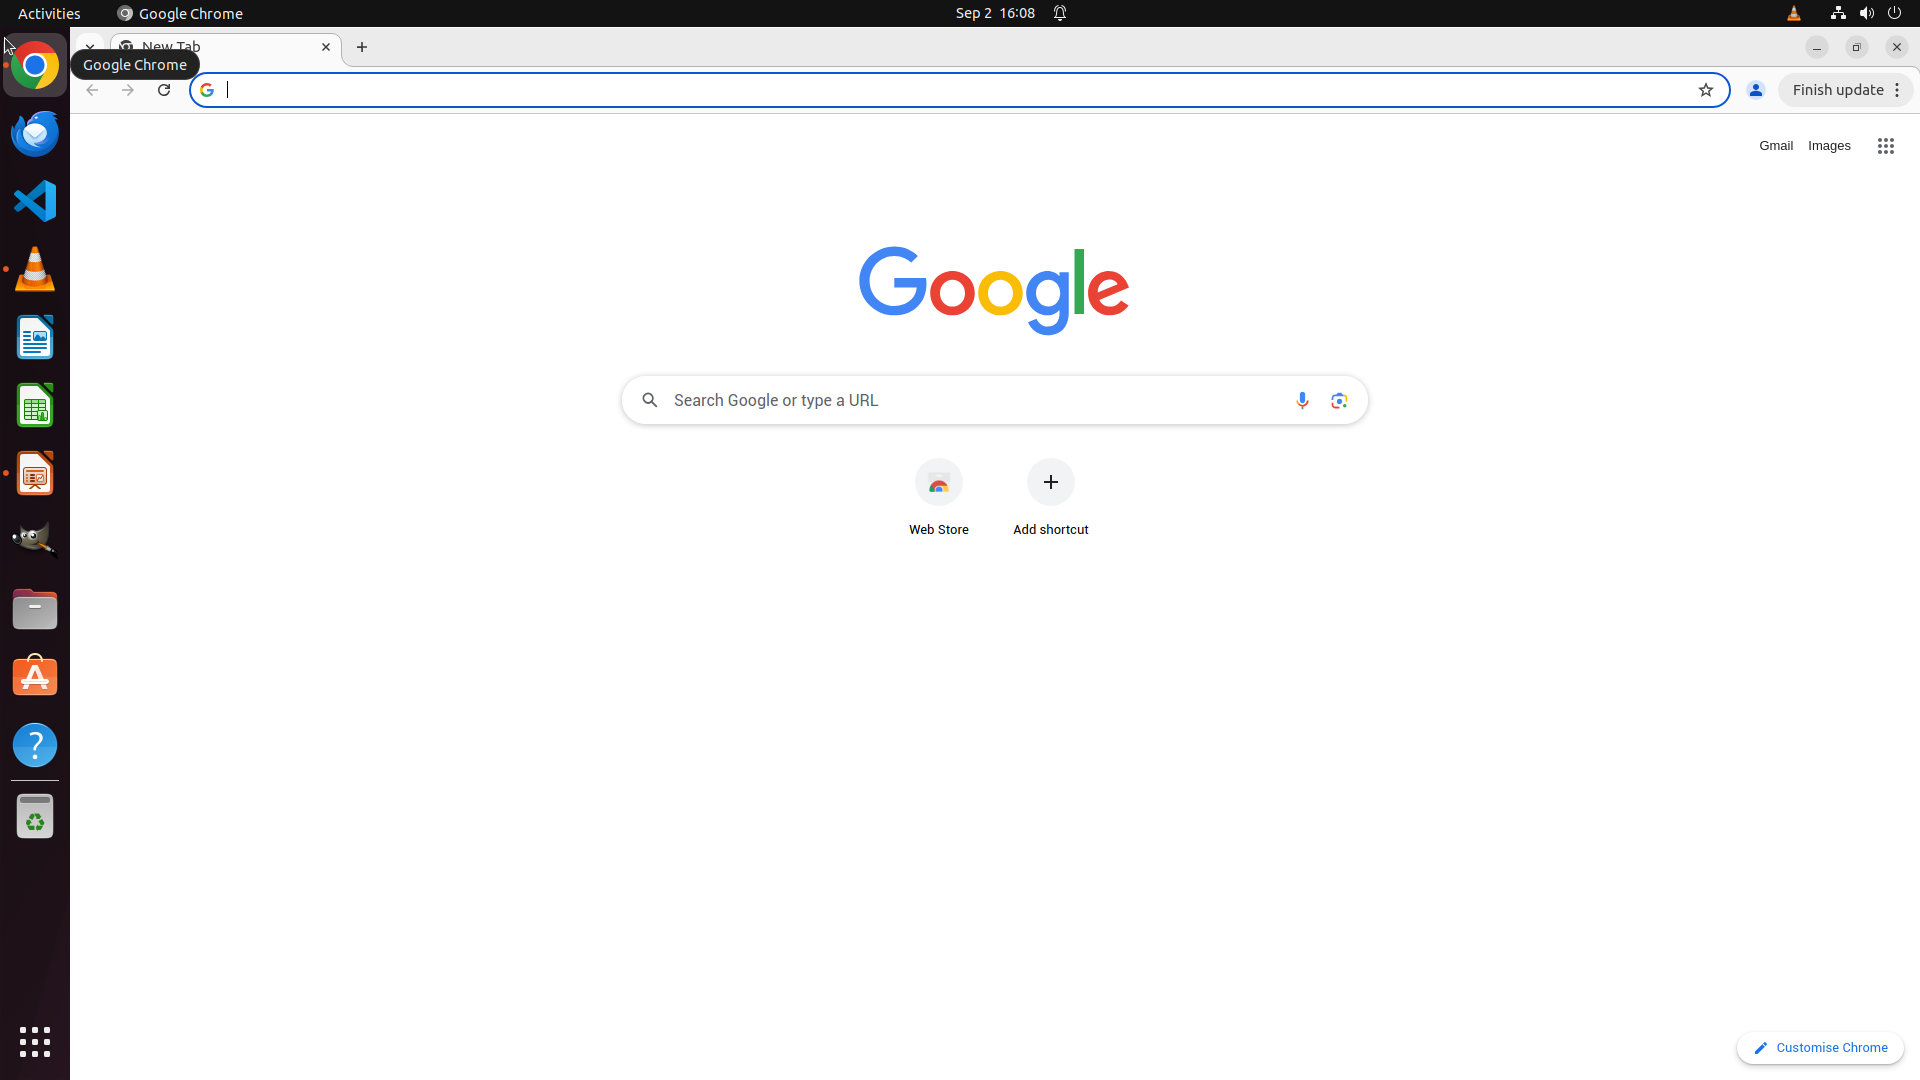 Activities
Google Chrome
Sep 2 16:08
New Tab
Google Chrome
Finish update
Gmail
Images
Google
Search Google or type a URL
Web Store
Add shortcut
Customise Chrome